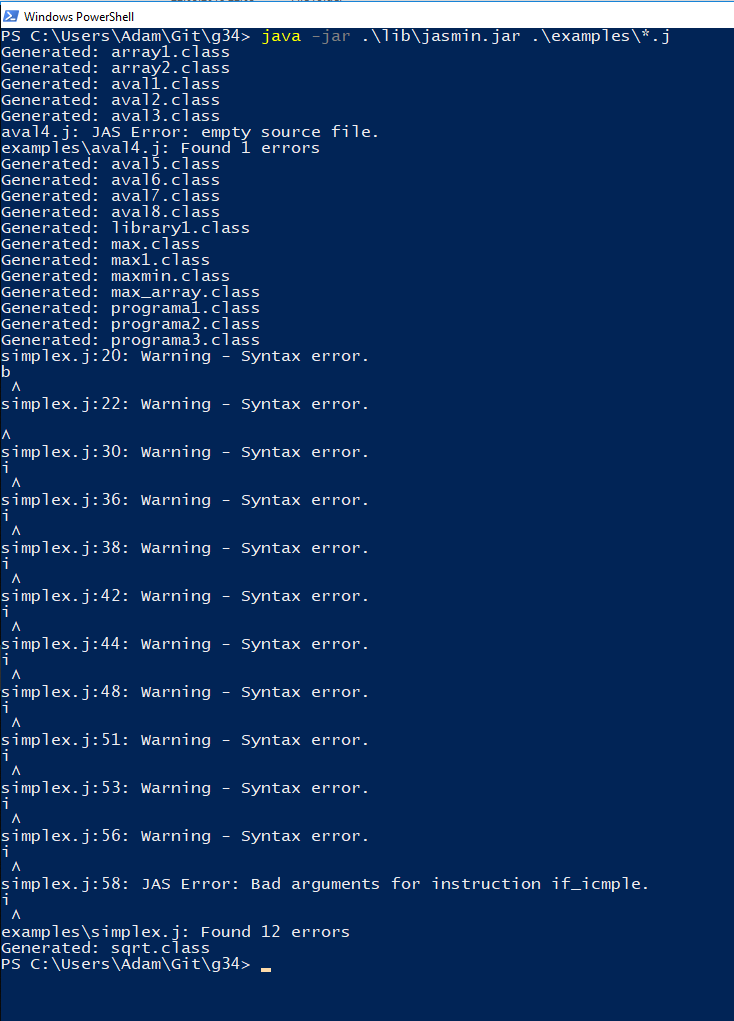 Windows PowerShell
PS C:\Users\Adam\Git\g34> java -jar .\lib\jasmin.jar .\examples\*.j
Generated: array1.class
Generated: array2.class
Generated: aval1.class
Generated: aval2.class
Generated: aval3.class
aval4.j: JAS Error: empty source file.
examples\aval4.j: Found 1 errors
Generated: aval5.class
Generated: aval6.class
Generated: aval7.class
Generated: aval8.class
Generated: library1.class
Generated: max.class
Generated: max1.class
Generated: maxmin.class
Generated: max_array.class
Generated: programa1.class
Generated: programa2.class
Generated: programa3.class
simplex.j:20: Warning - Syntax error.
b
 ^
simplex.j:22: Warning - Syntax error.

^
simplex.j:30: Warning - Syntax error.
i
 ^
simplex.j:36: Warning - Syntax error.
i
 ^
simplex.j:38: Warning - Syntax error.
i
 ^
simplex.j:42: Warning - Syntax error.
i
 ^
simplex.j:44: Warning - Syntax error.
i
 ^
simplex.j:48: Warning - Syntax error.
i
 ^
simplex.j:51: Warning - Syntax error.
i
 ^
simplex.j:53: Warning - Syntax error.
i
 ^
simplex.j:56: Warning - Syntax error.
i
 ^
simplex.j:58: JAS Error: Bad arguments for instruction if_icmple.
i
 ^
examples\simplex.j: Found 12 errors
Generated: sqrt.class
PS C:\Users\Adam\Git\g34>